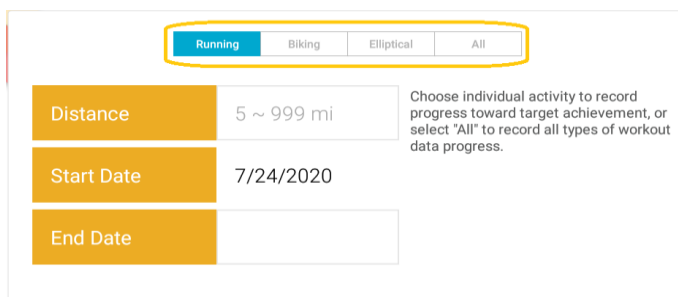 Running Biking Elliptical All
Distance 5 ~ 999 mi
Choose individual activity to record
progress toward target achievement, or
select "All" to record all types of workout
data progress.
Start Date 7/24/2020
End Date